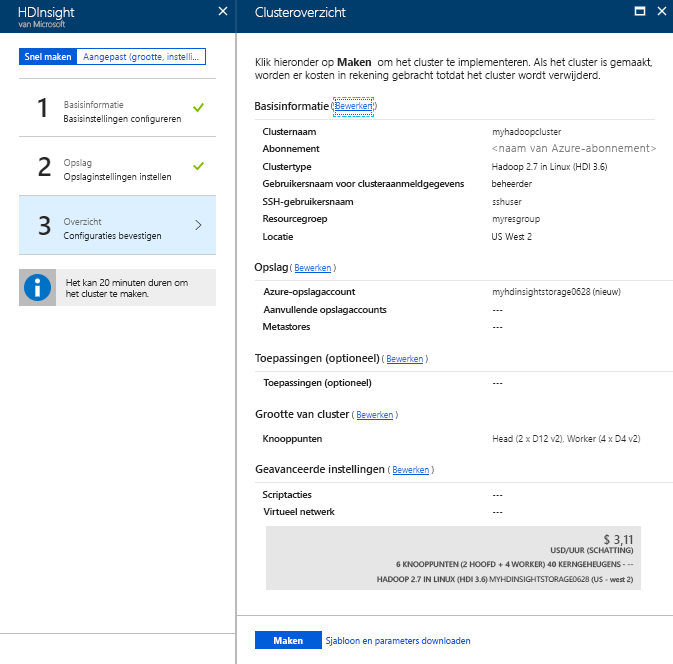 HDInsight
van Microsoft
Snel maken
Aangepast (grootte, instelli...
1
Basisinformatie
Basisinstellingen configureren
2
Opslag
Opslaginstellingen instellen
3
Overzicht
Configuraties bevestigen
Het kan 20 minuten duren om
het cluster te maken.
Clusteroverzicht
Klik hieronder op Maken om het cluster te implementeren. Als het cluster is gemaakt,
worden er kosten in rekening gebracht totdat het cluster wordt verwijderd.
Basisinformatie (Bewerken)
Clusternaam myhadoopcluster
Abonnement <naam van Azure-abonnement>
Clustertype Hadoop 2.7 in Linux (HDI 3.6)
Gebruikersnaam voor clusteraanmeldgegevens beheerder
SSH-gebruikersnaam sshuser
Resourcegroep myresgroup
Locatie US West 2
Opslag ( Bewerken )
Azure-opslagaccount myhdinsightstorage0628 (nieuw)
Aanvullende opslagaccounts ---
Metastores ---
Toepassingen (optioneel) ( Bewerken )
Toepassingen (optioneel) ---
Grootte van cluster ( Bewerken )
Knooppunten Head (2 x D12 v2), Worker (4 x D4 v2)
Geavanceerde instellingen ( Bewerken )
Scriptacties ---
Virtueel netwerk ---
$ 3,11
USD/UUR (SCHATTING)
6 KNOOPPUNTEN (2 HOOFD + 4 WORKER) 40 KERNGEHEUGENS - --
HADOOP 2.7 IN LINUX (HDI 3.6) MYHDINSIGHTSTORAGE0628 (US - west 2)
Maken
Sjabloon en parameters downloaden